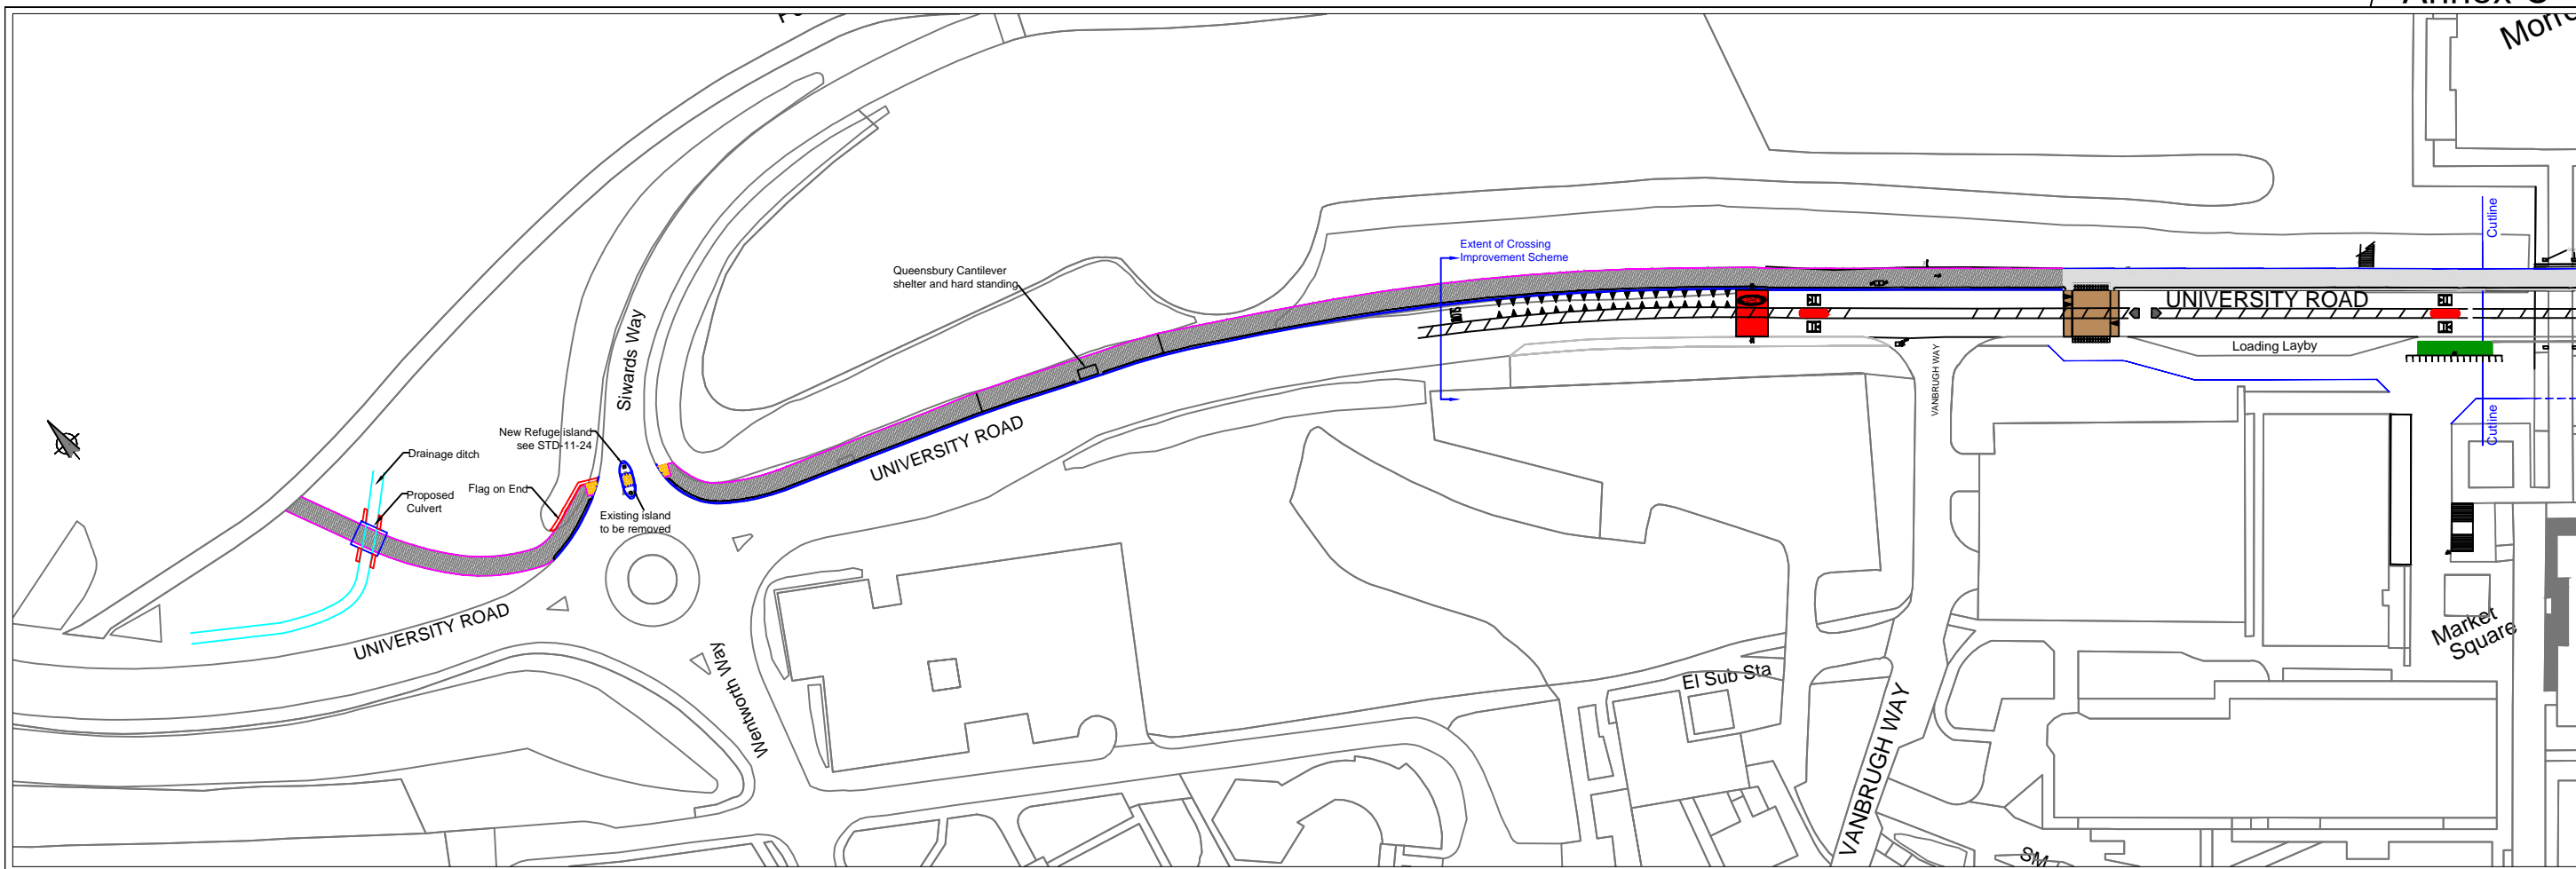 Extent of Crossing
Improvement Scheme
Queensbury Cantilever
shelter and hard standing
Cutline
UNIVERSITY ROAD
SLOW
Loading Layby
VANBRUGH WAY
Siwards Way
UNIVERSITY ROAD
Cutline
New Refuge island
see STD-11-24
Drainage ditch
Flag on End
Proposed
Culvert
Existing island
to be removed
UNIVERSITY ROAD
Wentworth Way
El Sub Sta
Market
Square
VANBRUGH WAY
SM